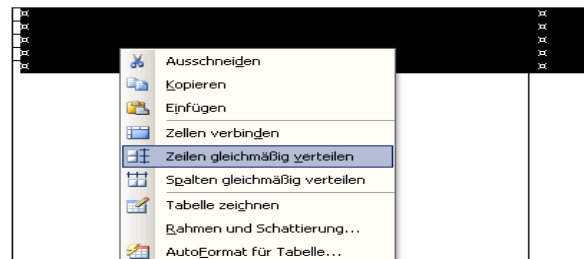 Ausschneiden
Kopieren
Einfügen
Zellen verbinden
Zeilen gleichmäßig verteilen
Spalten gleichmäßig verteilen
Tabelle zeichnen
Rahmen und Schattierung...
AutoFormat für Tabelle...